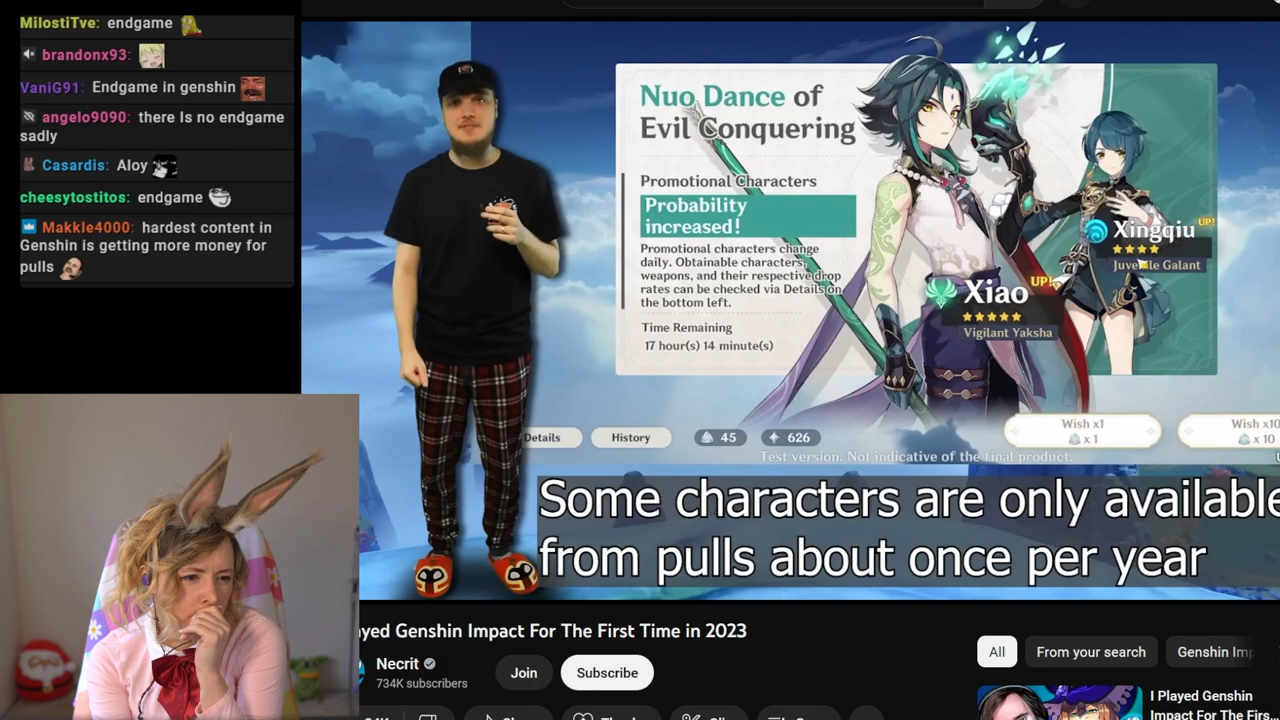 MilostiTve: endgame
brandonx93:
VaniG91: Endgame in genshin
angelo9090: there Is no endgame
sadly
Casardis: Aloy
cheesytostitos: endgame
Makkle4000: hardest content in
Genshin is getting more money for
pulls
Nuo Dance of
Evil Conquering
Promotional Characters
Probability
increased!
Promotional characters change
daily. Obtainable characters,
weapons, and their respective drop
rates can be checked via Details on
the bottom left.
Time Remaining
17 hour(s) 14 minute(s)
Xingqiu UP!
Juvenile Galant
Xiao UP!
Vigilant Yaksha
Details
History
45
626
Wish x1
x 1
Wish x10
x 10
Test version. Not indicative of the final product.
Some characters are only available
from pulls about once per year
ayed Genshin Impact For The First Time in 2023
Necrit
734K subscribers
Join
Subscribe
All
From your search
Genshin Imp
I Played Genshin
Impact For The Firs